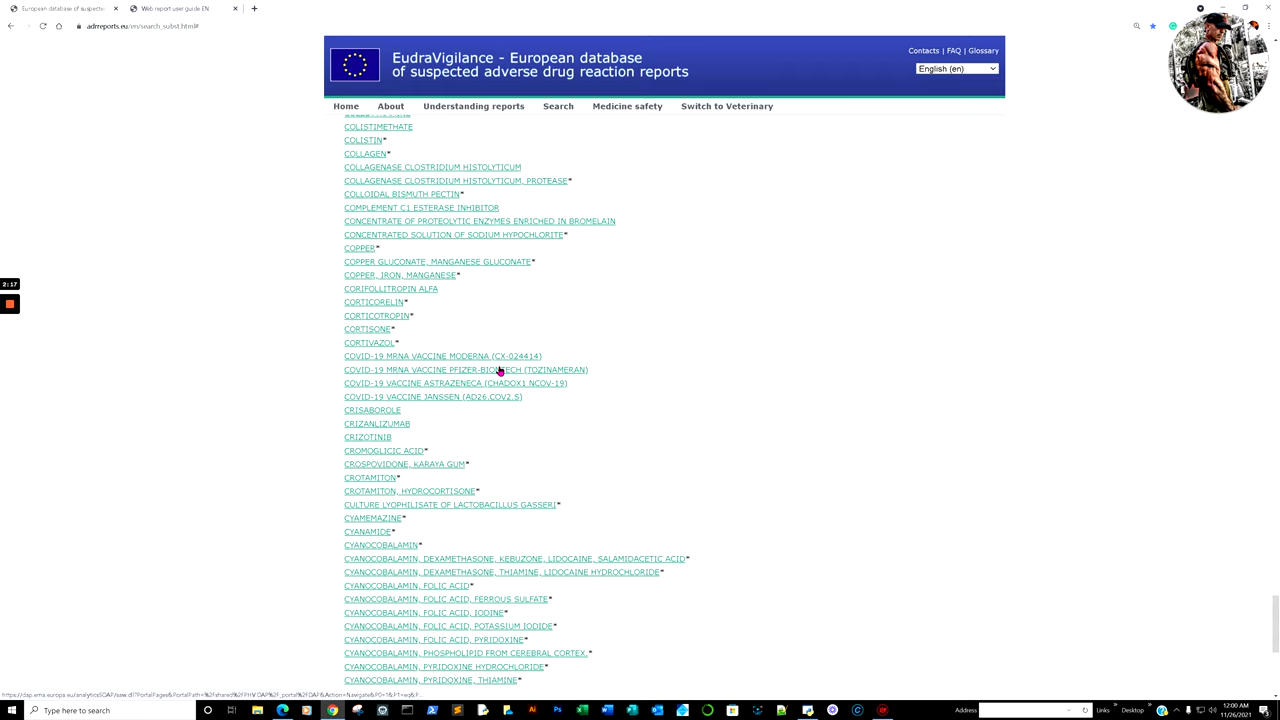 European database of suspecte
Web report user guide EN
adrreports.eu/en/search_subst.html#
Contacts | FAQ | Glossary
EudraVigilance - European database
of suspected adverse drug reaction reports
English (en)
Home About Understanding reports Search Medicine safety Switch to Veterinary
COLISTIMETHATE
COLISTIN*
COLLAGEN*
COLLAGENASE CLOSTRIDIUM HISTOLYTICUM
COLLAGENASE CLOSTRIDIUM HISTOLYTICUM, PROTEASE*
COLLOIDAL BISMUTH PECTIN*
COMPLEMENT C1 ESTERASE INHIBITOR
CONCENTRATE OF PROTEOLYTIC ENZYMES ENRICHED IN BROMELAIN
CONCENTRATED SOLUTION OF SODIUM HYPOCHLORITE*
COPPER*
COPPER GLUCONATE, MANGANESE GLUCONATE*
COPPER, IRON, MANGANESE*
2:17
CORIFOLLITROPIN ALFA
CORTICORELIN*
CORTICOTROPIN*
CORTISONE*
CORTIVAZOL*
COVID-19 MRNA VACCINE MODERNA (CX-024414)
COVID-19 MRNA VACCINE PFIZER-BIONTECH (TOZINAMERAN)
COVID-19 VACCINE ASTRAZENECA (CHADOX1 NCOV-19)
COVID-19 VACCINE JANSSEN (AD26.COV2.S)
CRISABOROLE
CRIZANLIZUMAB
CRIZOTINIB
CROMOGLICIC ACID*
CROSPOVIDONE, KARAYA GUM*
CROTAMITON*
CROTAMITON, HYDROCORTISONE*
CULTURE LYOPHILISATE OF LACTOBACILLUS GASSERI*
CYAMEMAZINE*
CYANAMIDE*
CYANOCOBALAMIN*
CYANOCOBALAMIN, DEXAMETHASONE, KEBUZONE, LIDOCAINE, SALAMIDACETIC ACID*
CYANOCOBALAMIN, DEXAMETHASONE, THIAMINE, LIDOCAINE HYDROCHLORIDE*
CYANOCOBALAMIN, FOLIC ACID*
CYANOCOBALAMIN, FOLIC ACID, FERROUS SULFATE*
CYANOCOBALAMIN, FOLIC ACID, IODINE*
CYANOCOBALAMIN, FOLIC ACID, POTASSIUM IODIDE*
CYANOCOBALAMIN, FOLIC ACID, PYRIDOXINE*
CYANOCOBALAMIN, PHOSPHOLIPID FROM CEREBRAL CORTEX.*
CYANOCOBALAMIN, PYRIDOXINE HYDROCHLORIDE*
CYANOCOBALAMIN, PYRIDOXINE, THIAMINE*
Type here to search
Address
Links
Desktop
12:00 AM
11/26/2021